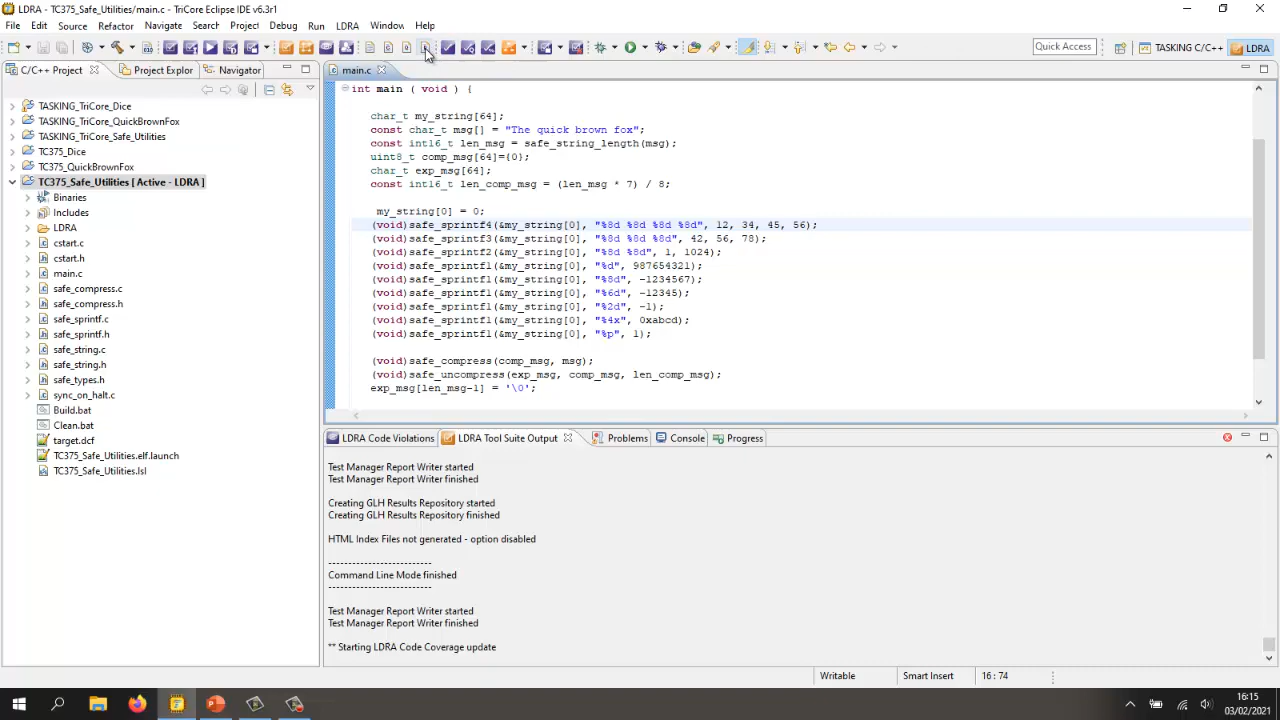 LDRA - TC375_Safe_Utilities/main.c - TriCore Eclipse IDE v6.3r1
File Edit Source Refactor Navigate Search Project Debug Run LDRA Window Help
Quick Access
TASKING C/C++
LDRA
C/C++ Project
Project Explor
Navigator
TASKING_TriCore_Dice
TASKING_TriCore_QuickBrownFox
TASKING_TriCore_Safe_Utilities
TC375_Dice
TC375_QuickBrownFox
TC375_Safe_Utilities [ Active - LDRA ]
Binaries
Includes
LDRA
cstart.c
cstart.h
main.c
safe_compress.c
safe_compress.h
safe_sprintf.c
safe_sprintf.h
safe_string.c
safe_string.h
safe_types.h
sync_on_halt.c
Build.bat
Clean.bat
target.dcf
TC375_Safe_Utilities.elf.launch
TC375_Safe_Utilities.lsl
main.c
int main ( void ) {
char_t my_string[64];
const char_t msg[] = "The quick brown fox";
const int16_t len_msg = safe_string_length(msg);
uint8_t comp_msg[64]={0};
char_t exp_msg[64];
const int16_t len_comp_msg = (len_msg * 7) / 8;
my_string[0] = 0;
(void)safe_sprintf4(&my_string[0], "%8d %8d %8d %8d", 12, 34, 45, 56);
(void)safe_sprintf3(&my_string[0], "%8d %8d %8d", 42, 56, 78);
(void)safe_sprintf2(&my_string[0], "%8d %8d", 1, 1024);
(void)safe_sprintf1(&my_string[0], "%d", 987654321);
(void)safe_sprintf1(&my_string[0], "%8d", -1234567);
(void)safe_sprintf1(&my_string[0], "%6d", -12345);
(void)safe_sprintf1(&my_string[0], "%2d", -1);
(void)safe_sprintf1(&my_string[0], "%4x", 0xabcd);
(void)safe_sprintf1(&my_string[0], "%p", 1);
(void)safe_compress(comp_msg, msg);
(void)safe_uncompress(exp_msg, comp_msg, len_comp_msg);
exp_msg[len_msg-1] = '\0';
LDRA Code Violations
LDRA Tool Suite Output
Problems
Console
Progress
Test Manager Report Writer started
Test Manager Report Writer finished
Creating GLH Results Repository started
Creating GLH Results Repository finished
HTML Index Files not generated - option disabled
--------------------------
Command Line Mode finished
--------------------------
Test Manager Report Writer started
Test Manager Report Writer finished
** Starting LDRA Code Coverage update
Writable
Smart Insert
16 : 74
16:15
03/02/2021